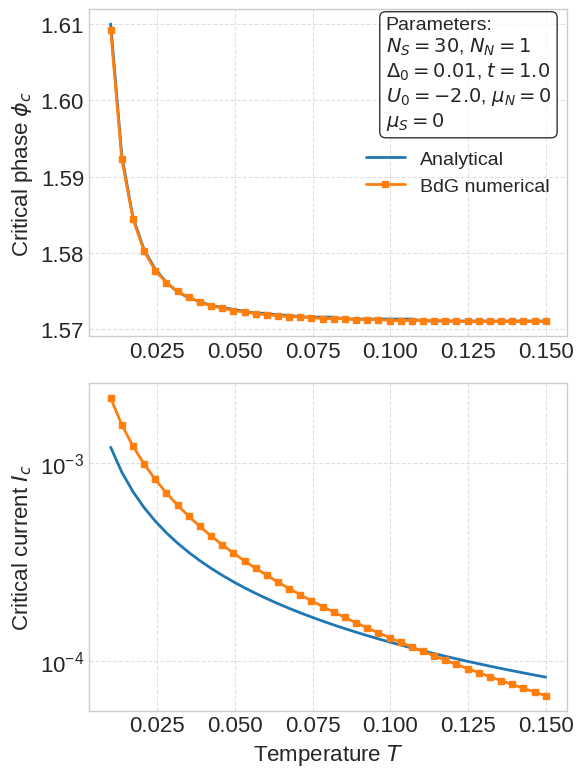 Critical phase ϕ_c
1.61
1.60
1.59
1.58
1.57
Parameters:
N_S = 30, N_N = 1
Δ_0 = 0.01, t = 1.0
U_0 = −2.0, μ_N = 0
μ_S = 0
Analytical
BdG numerical
0.025 0.050 0.075 0.100 0.125 0.150
Critical current I_c
10^{−3}
10^{−4}
0.025 0.050 0.075 0.100 0.125 0.150
Temperature T